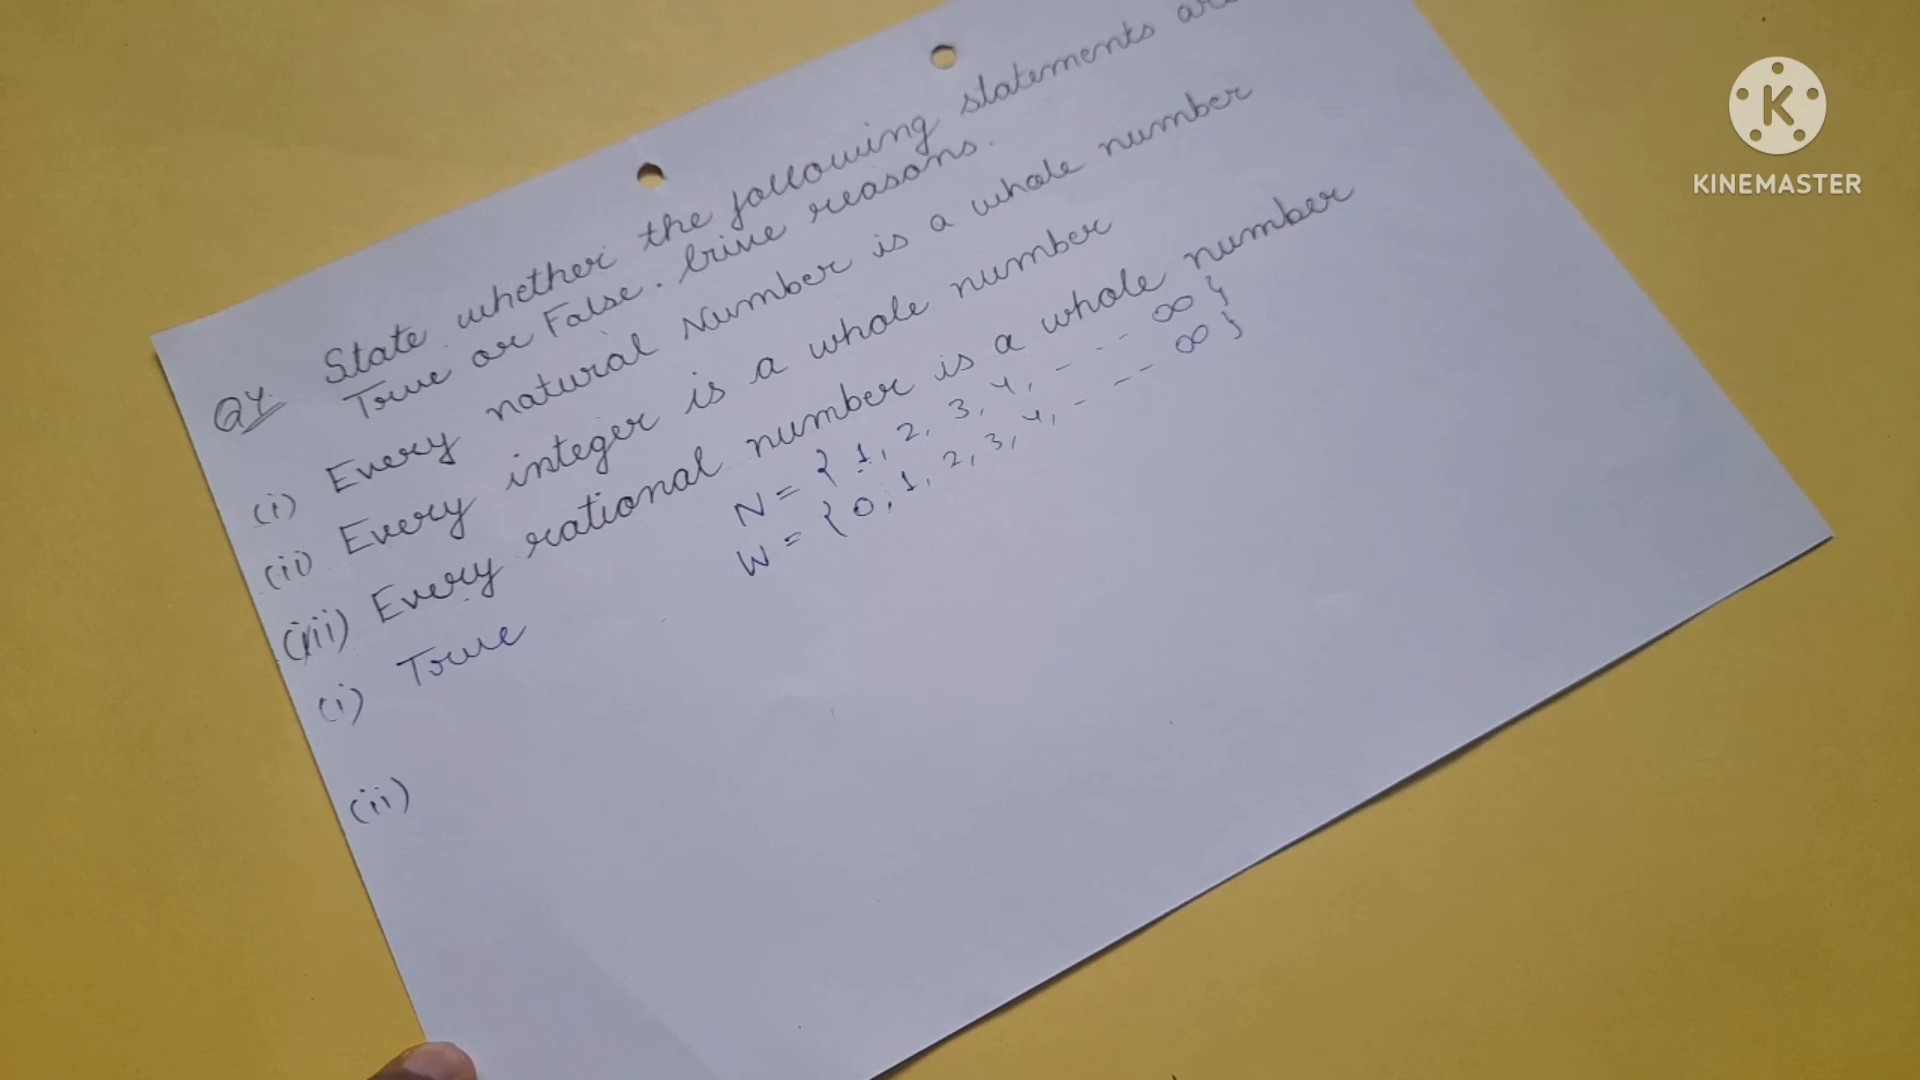 Q4. State whether the following statements are
True or False. Give reasons.
(i) Every natural Number is a whole number
(ii) Every integer is a whole number
(iii) Every rational number is a whole number
N = { 1, 2, 3, 4, - - - ∞ }
W = { 0, 1, 2, 3, 4, - - - ∞ }
(i) True
(ii)
K
KINEMASTER